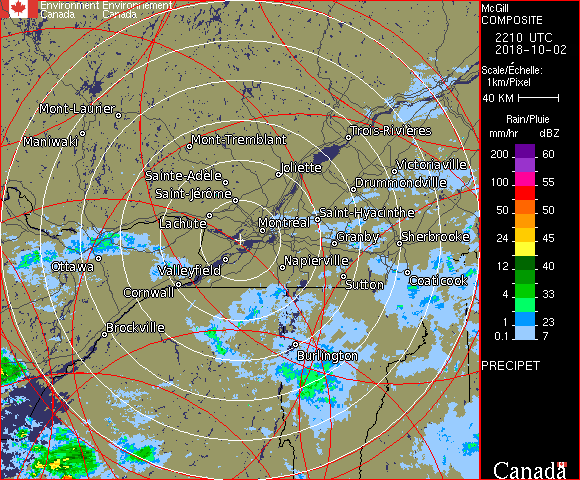 Environment Environnement
Canada Canada
McGill
COMPOSITE
2210 UTC
2018-10-02
Scale/Échelle:
1km/Pixel
40 KM
Rain/Pluie
mm/hr dBZ
200 60
100 55
50 50
24 45
12 40
4 33
1 23
0.1 7
PRECIPET
Canada
Mont-Laurier
Maniwaki
Mont-Tremblant
Trois-Rivières
Sainte-Adèle
Joliette
Victoriaville
Saint-Jérôme
Drummondville
Lachute
Montréal
Saint-Hyacinthe
Granby
Sherbrooke
Ottawa
Valleyfield
Napierville
Cornwall
Sutton
Coaticook
Brockville
Burlington